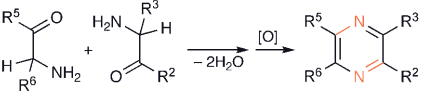 R⁵ O H R⁶ NH₂ + H₂N R³ H O R² – 2H₂O [O] R⁵ N R³ R⁶ N R²